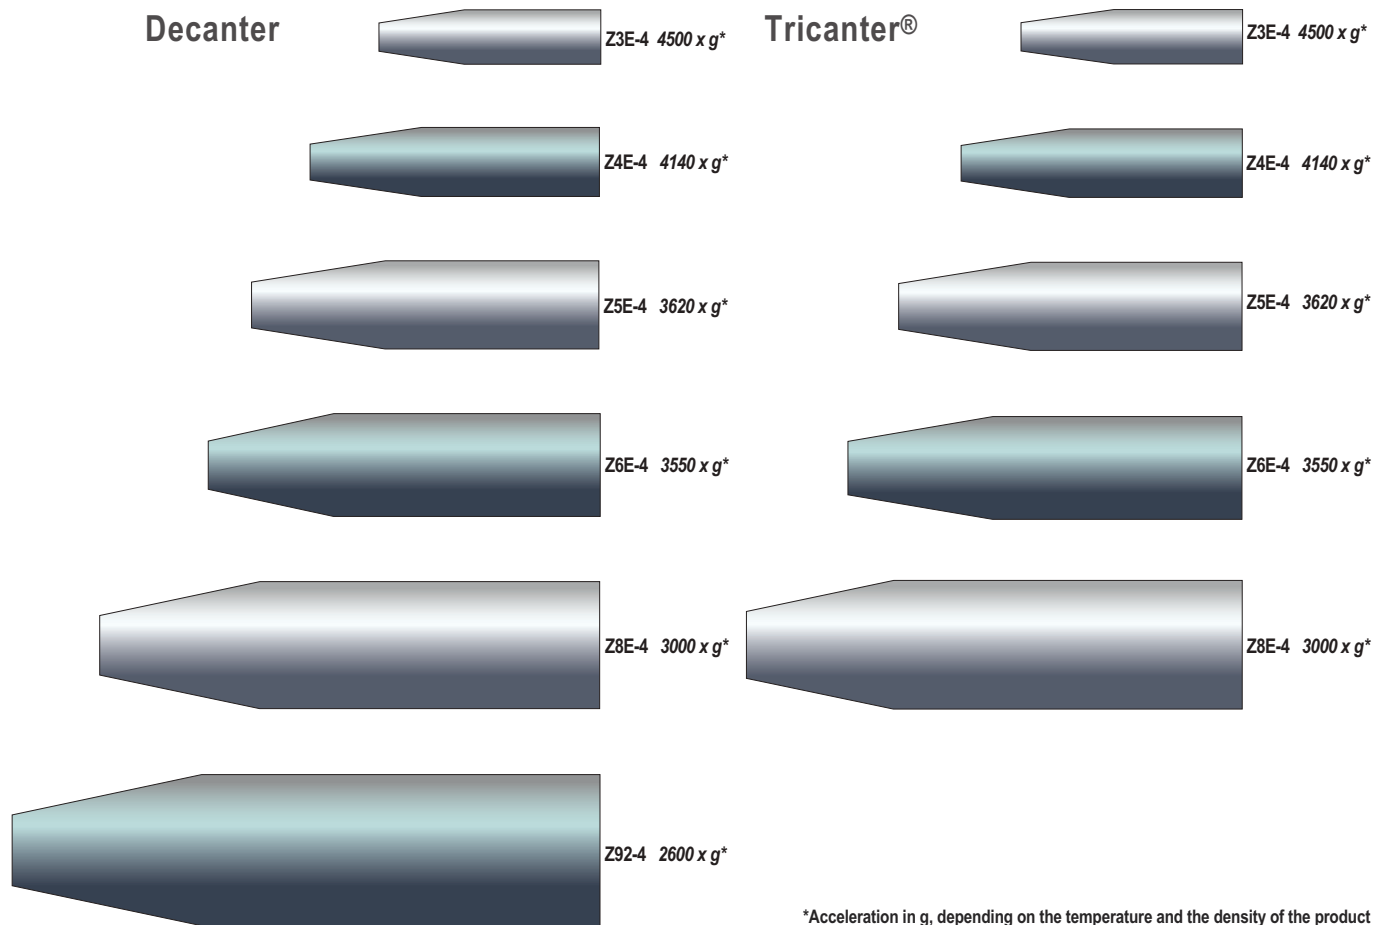 Decanter
Z3E-4 4500 x g*
Z4E-4 4140 x g*
Z5E-4 3620 x g*
Z6E-4 3550 x g*
Z8E-4 3000 x g*
Z92-4 2600 x g*
Tricanter®
Z3E-4 4500 x g*
Z4E-4 4140 x g*
Z5E-4 3620 x g*
Z6E-4 3550 x g*
Z8E-4 3000 x g*
*Acceleration in g, depending on the temperature and the density of the product